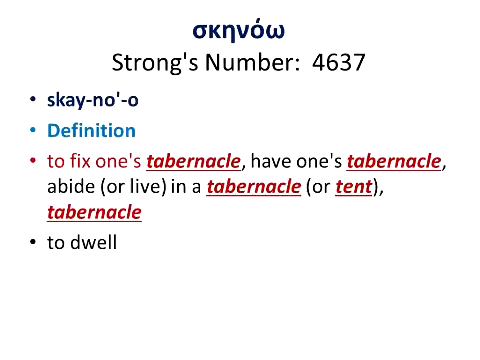 σκηνόω
Strong's Number:  4637
• skay-no'-o
• Definition
• to fix one's tabernacle, have one's tabernacle,
abide (or live) in a tabernacle (or tent),
tabernacle
• to dwell